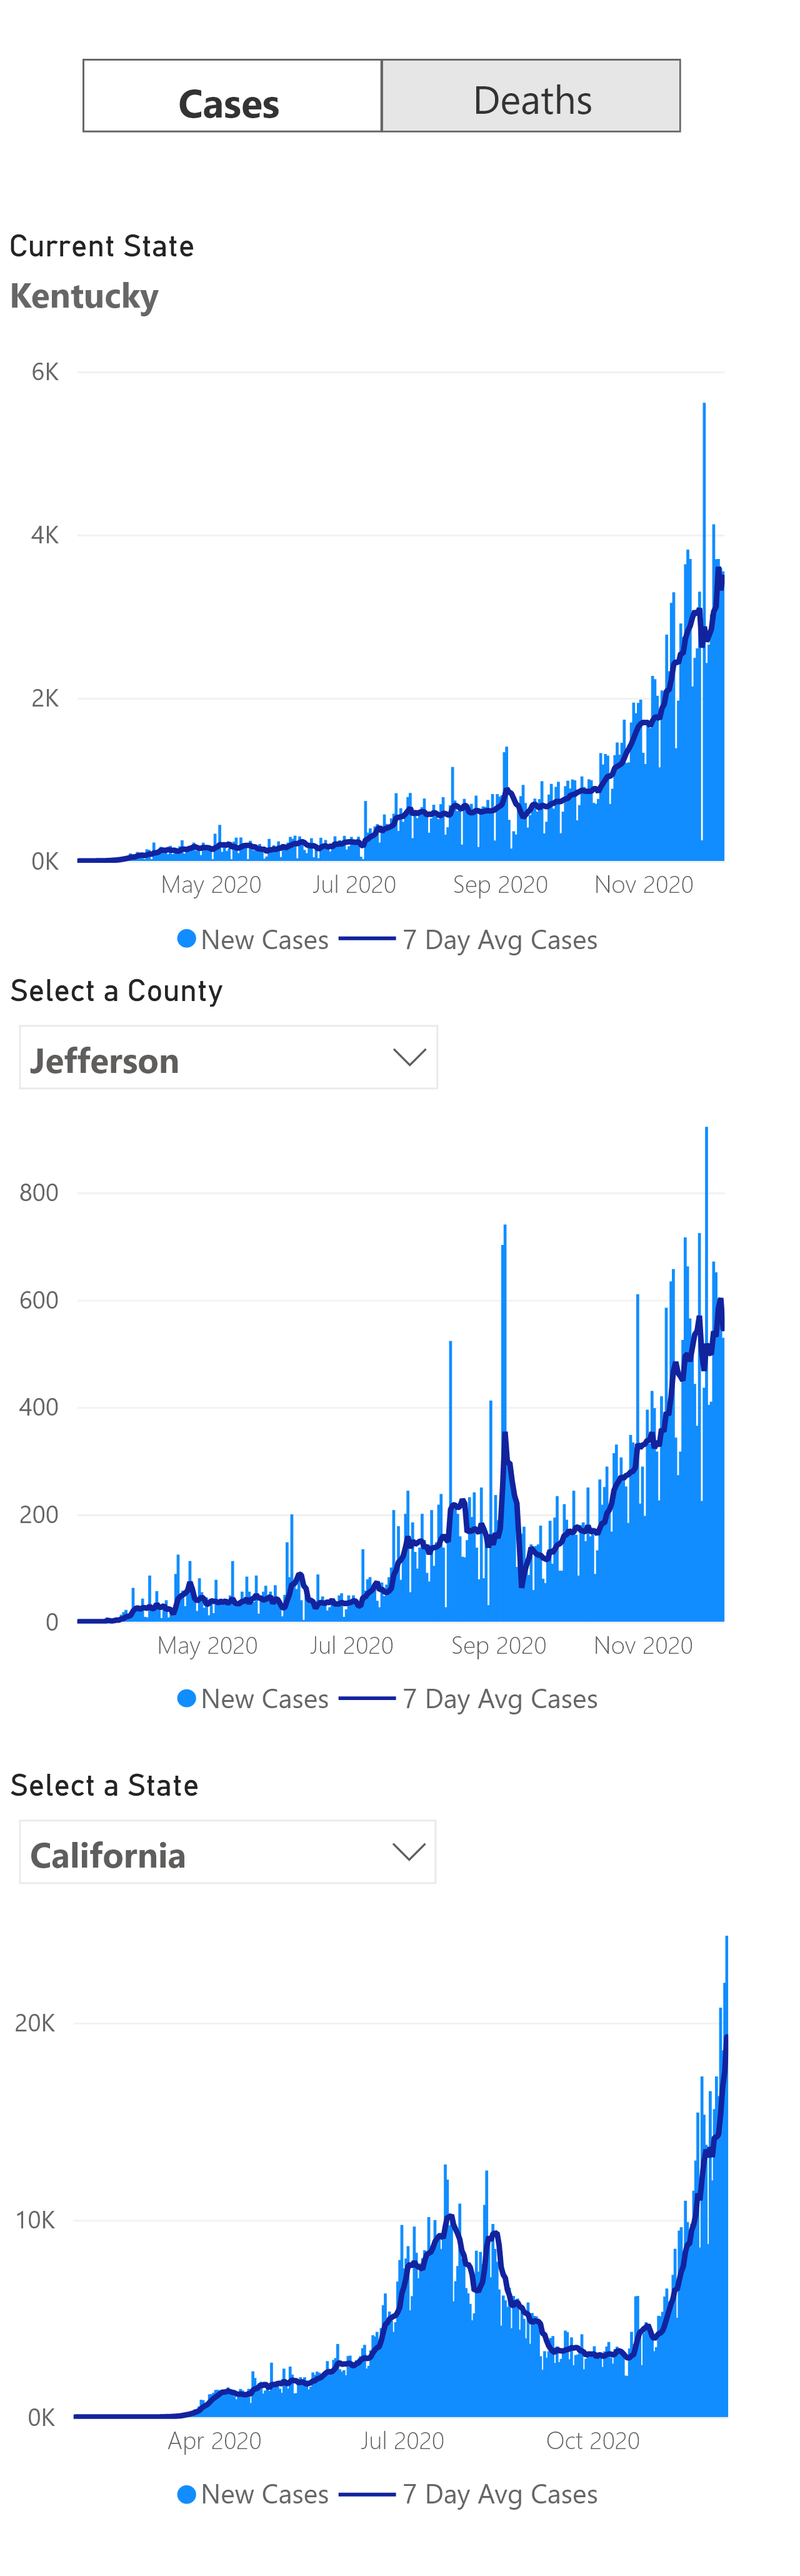 Cases Deaths
Current State
Kentucky
6K
4K
2K
0K
May 2020 Jul 2020 Sep 2020 Nov 2020
New Cases 7 Day Avg Cases
Select a County
Jefferson
800
600
400
200
0
May 2020 Jul 2020 Sep 2020 Nov 2020
New Cases 7 Day Avg Cases
Select a State
California
20K
10K
0K
Apr 2020 Jul 2020 Oct 2020
New Cases 7 Day Avg Cases